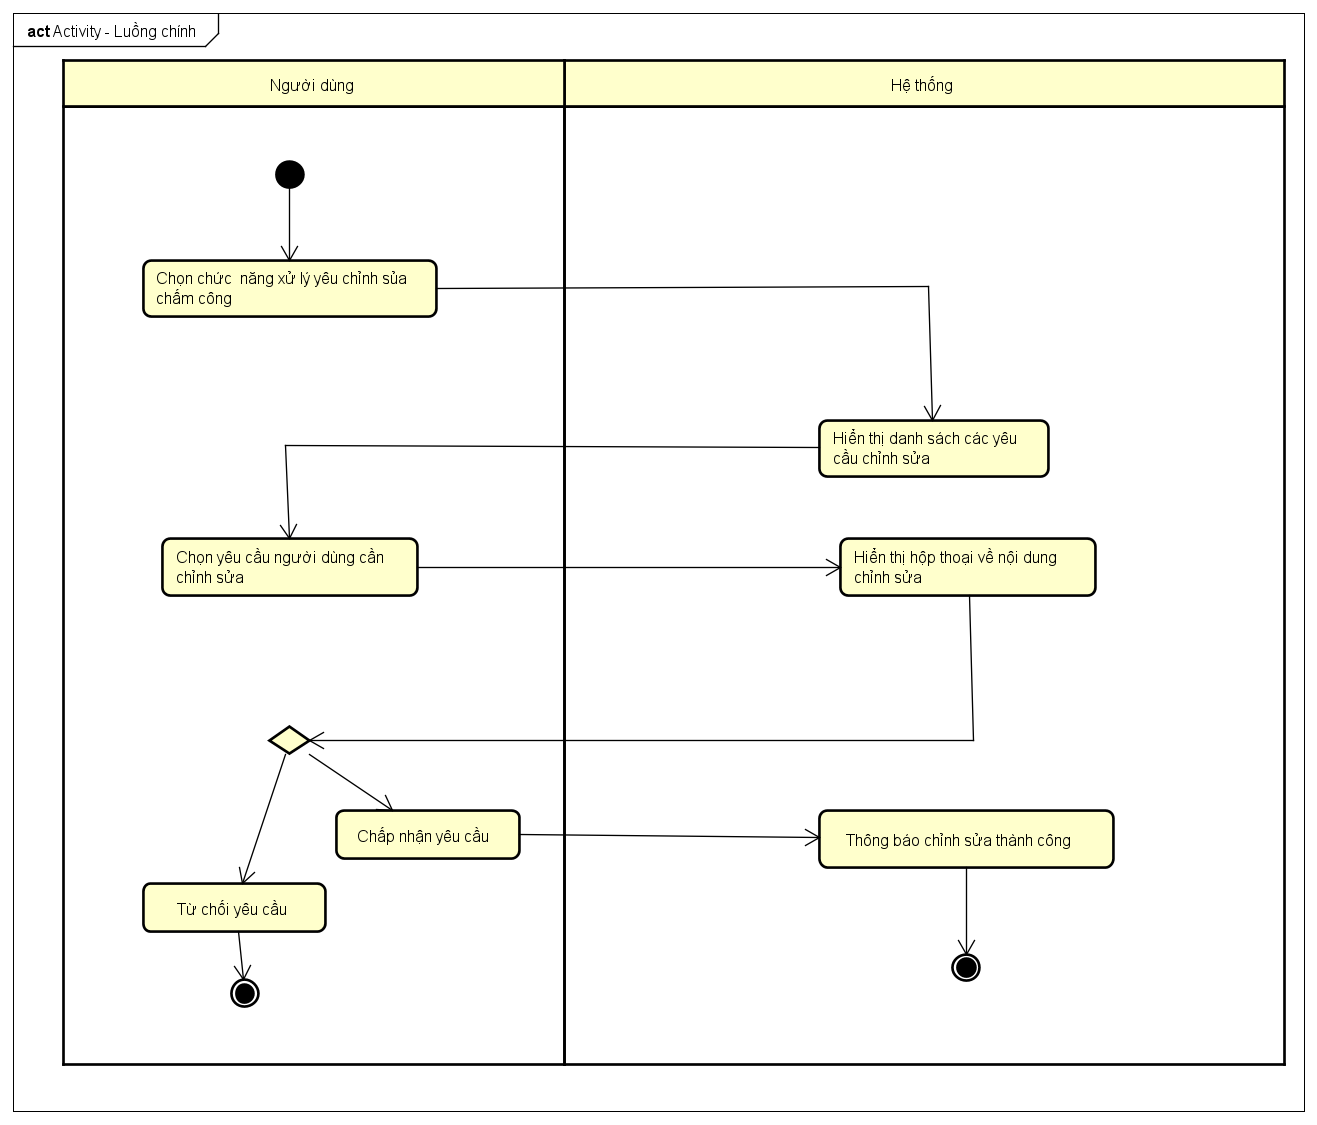 act Activity - Luồng chính
Người dùng
Hệ thống
Chọn chức năng xử lý yêu chỉnh sủa
chấm công
Hiển thị danh sách các yêu
cầu chỉnh sửa
Chọn yêu cầu người dùng cần
chỉnh sửa
Hiển thị hộp thoại về nội dung
chỉnh sửa
Chấp nhận yêu cầu
Thông báo chỉnh sửa thành công
Từ chối yêu cầu